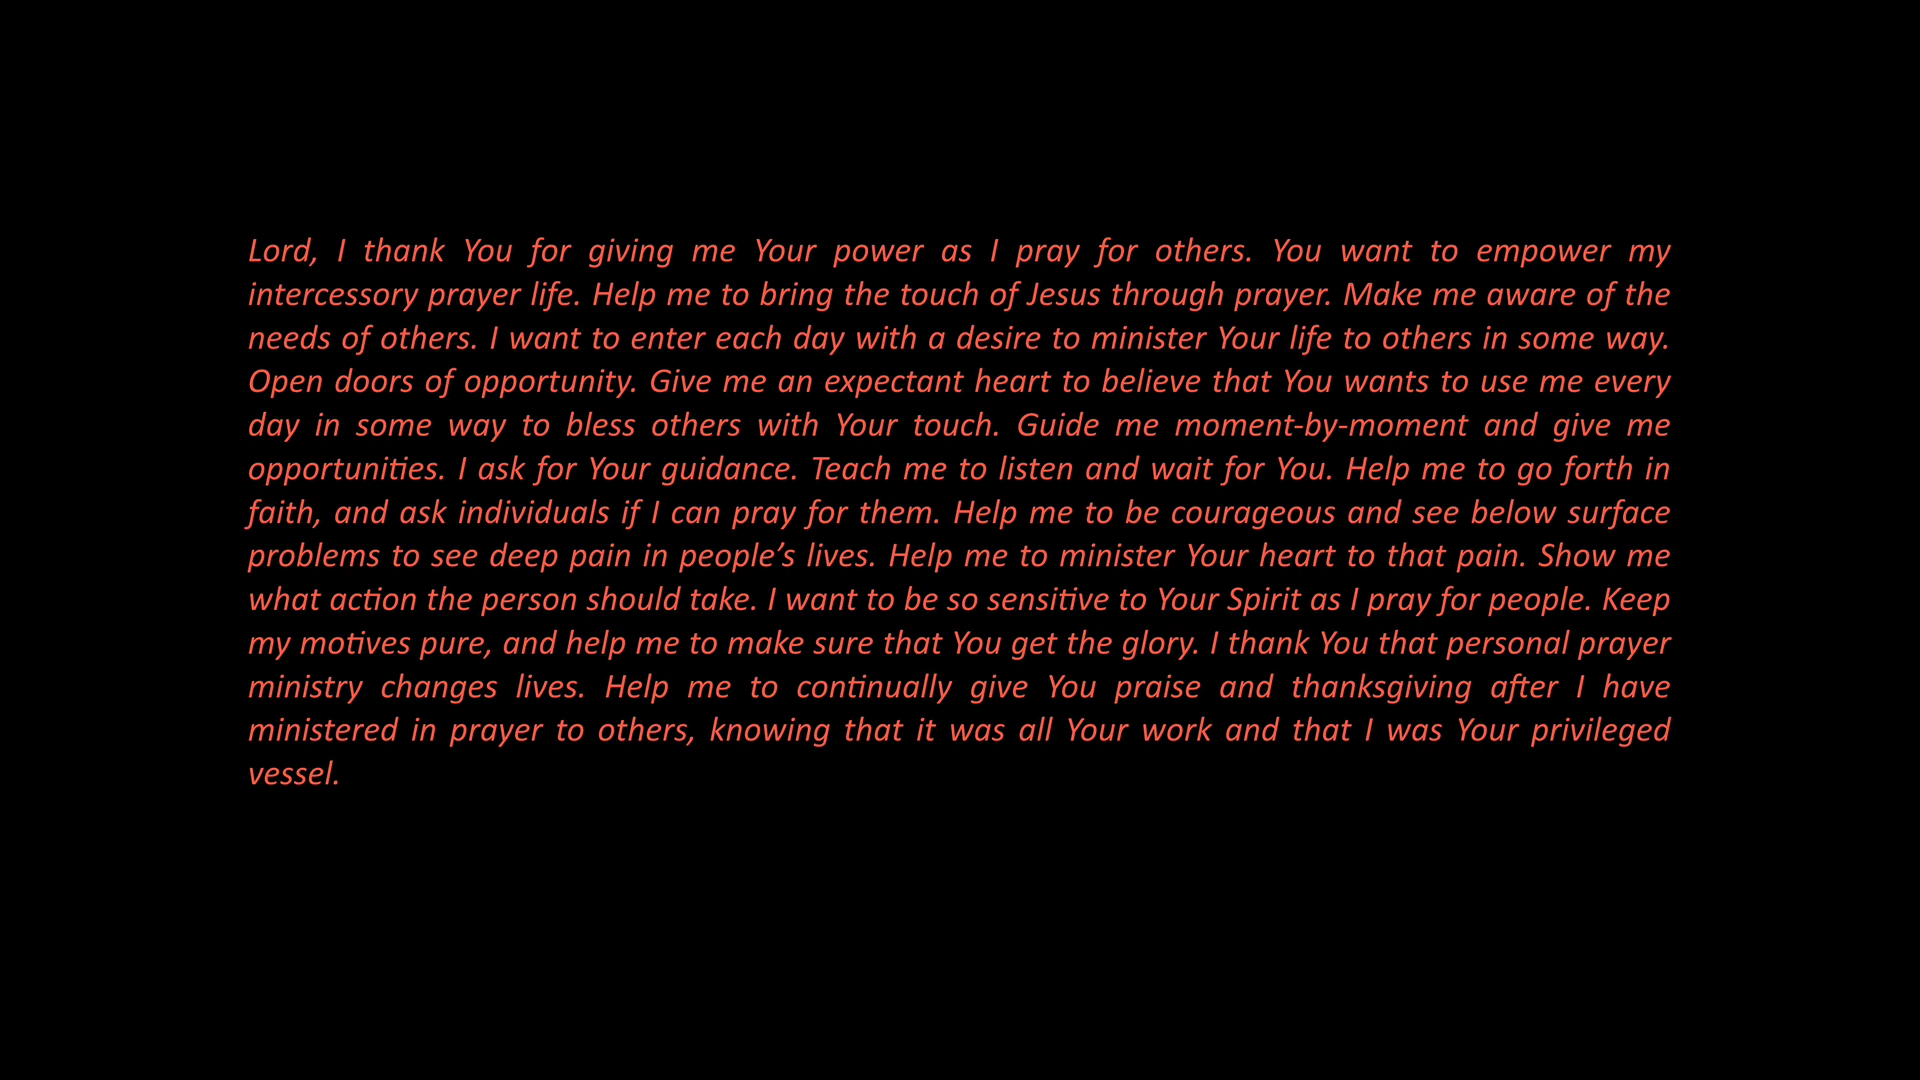 Lord, I thank You for giving me Your power as I pray for others. You want to empower my
intercessory prayer life. Help me to bring the touch of Jesus through prayer. Make me aware of the
needs of others. I want to enter each day with a desire to minister Your life to others in some way.
Open doors of opportunity. Give me an expectant heart to believe that You wants to use me every
day in some way to bless others with Your touch. Guide me moment-by-moment and give me
opportunities. I ask for Your guidance. Teach me to listen and wait for You. Help me to go forth in
faith, and ask individuals if I can pray for them. Help me to be courageous and see below surface
problems to see deep pain in people’s lives. Help me to minister Your heart to that pain. Show me
what action the person should take. I want to be so sensitive to Your Spirit as I pray for people. Keep
my motives pure, and help me to make sure that You get the glory. I thank You that personal prayer
ministry changes lives. Help me to continually give You praise and thanksgiving after I have
ministered in prayer to others, knowing that it was all Your work and that I was Your privileged
vessel.